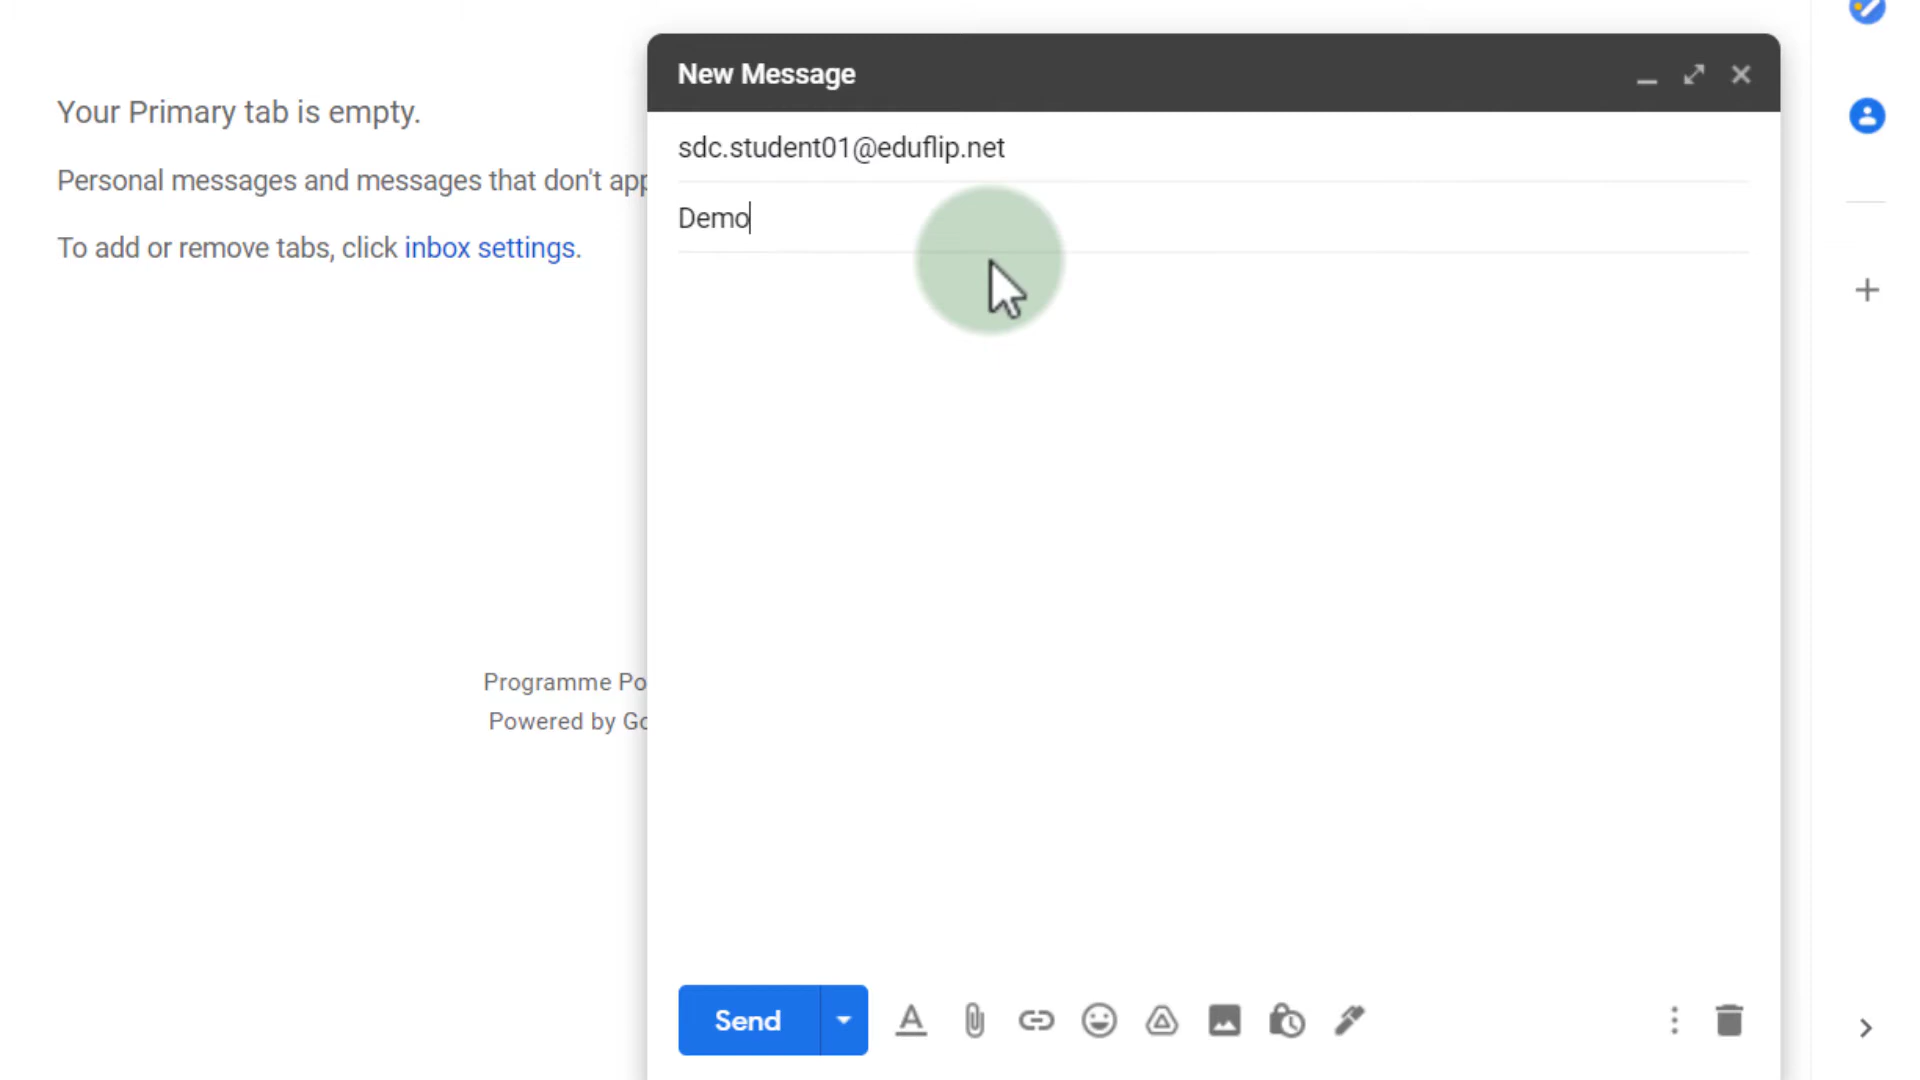 Your Primary tab is empty.
Personal messages and messages that don't app
To add or remove tabs, click inbox settings.
Programme Po
Powered by Go
New Message
sdc.student01@eduflip.net
Demo
Send